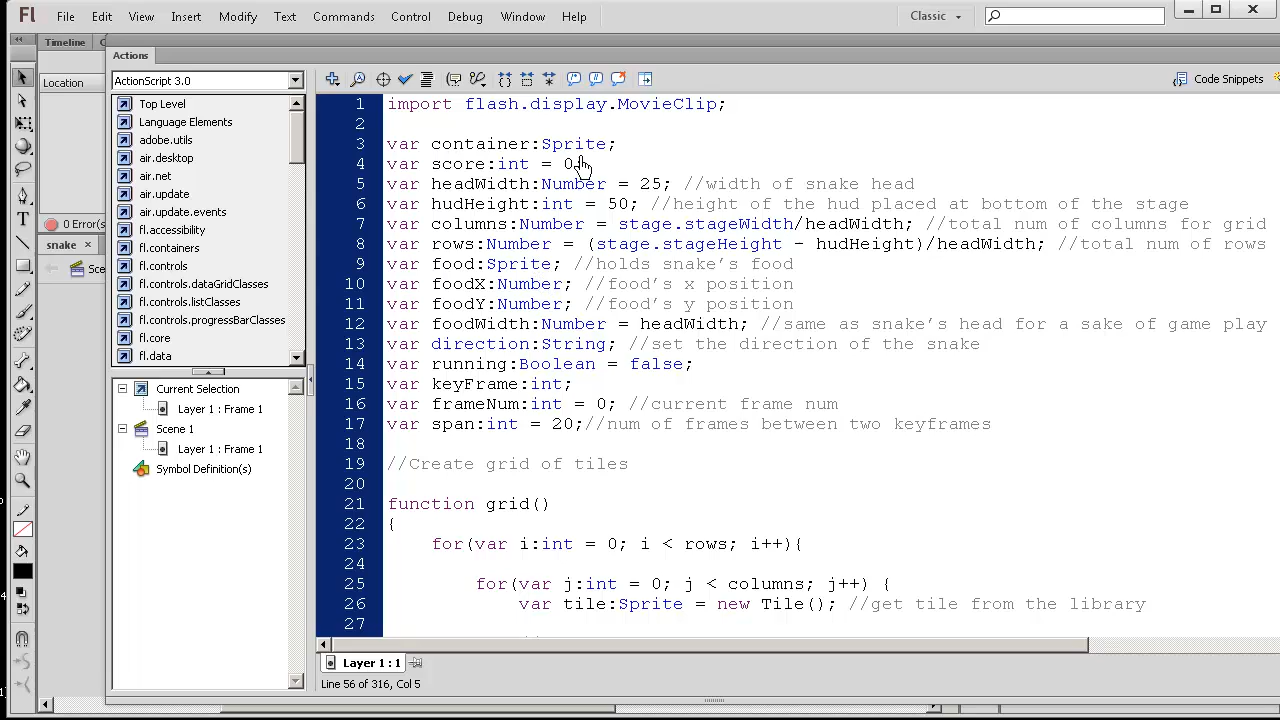 Fl File Edit View Insert Modify Text Commands Control Debug Window Help Classic
Timeline
Actions
Location
ActionScript 3.0
Code Snippets
Top Level
Language Elements
adobe.utils
air.desktop
air.net
air.update
air.update.events
fl.accessibility
fl.containers
fl.controls
fl.controls.dataGridClasses
fl.controls.listClasses
fl.controls.progressBarClasses
fl.core
fl.data
0 Error(
snake
Current Selection
Layer 1 : Frame 1
Scene 1
Layer 1 : Frame 1
Symbol Definition(s)
1 import flash.display.MovieClip;
2
3 var container:Sprite;
4 var score:int = 0
5 var headWidth:Number = 25; //width of snake head
6 var hudHeight:int = 50; //height of the hud placed at bottom of the stage
7 var columns:Number = stage.stageWidth/headWidth; //total num of columns for grid
8 var rows:Number = (stage.stageHeight - hudHeight)/headWidth; //total num of rows
9 var food:Sprite; //holds snake's food
10 var foodX:Number; //food's x position
11 var foodY:Number; //food's y position
12 var foodWidth:Number = headWidth; //same as snake's head for a rake of game play
13 var direction:String; //set the direction of the snake
14 var running:Boolean = false;
15 var keyFrame:int;
16 var frameNum:int = 0; //current frame num
17 var span:int = 20;//num of frames between two keyframes
18
19 //Create grid of tiles
20
21 function grid()
22 {
23 for(var i:int = 0; i < rows; i++){
24
25 for(var j:int = 0; j < columns; j++) {
26 var tile:Sprite = new Tile(); //get tile from the library
27
Layer 1 : 1
Line 56 of 316, Col 5